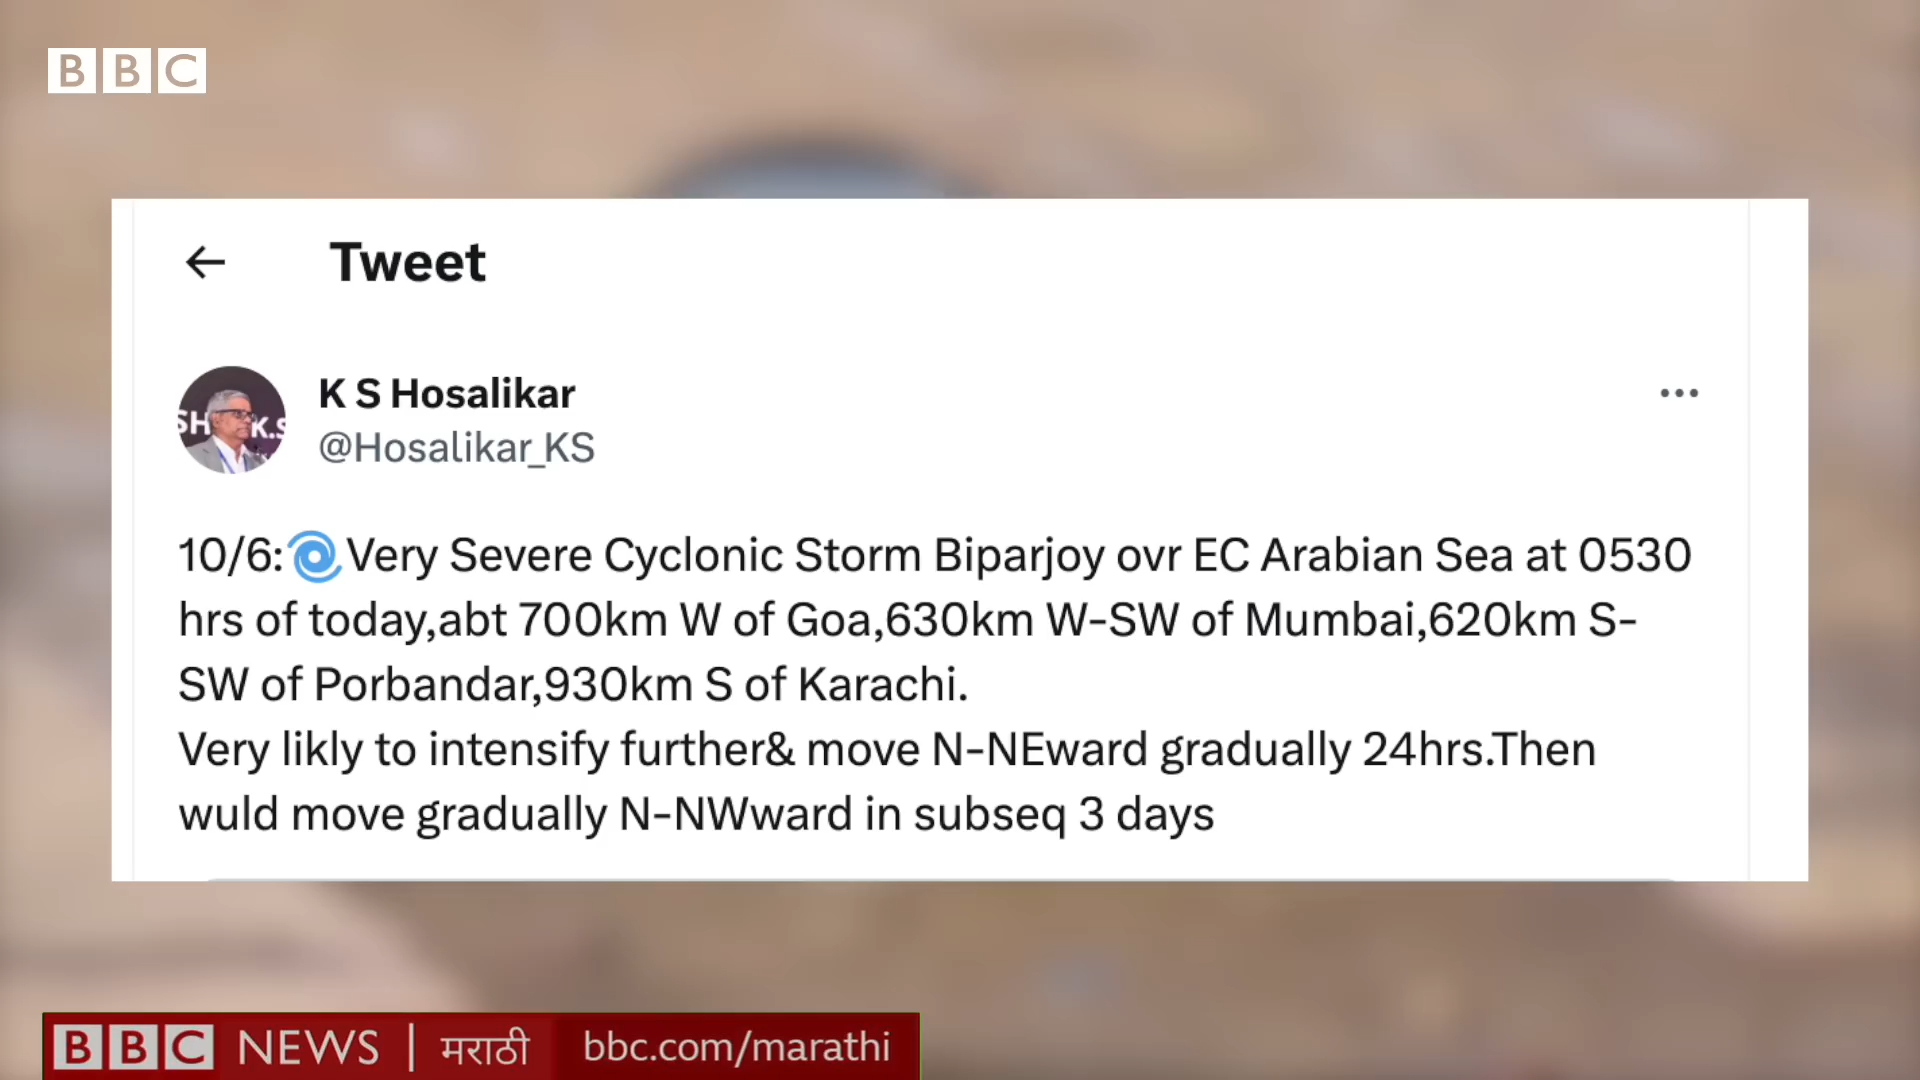 BBC
Tweet
K S Hosalikar
@Hosalikar_KS
10/6:🌀Very Severe Cyclonic Storm Biparjoy ovr EC Arabian Sea at 0530
hrs of today,abt 700km W of Goa,630km W-SW of Mumbai,620km S-
SW of Porbandar,930km S of Karachi.
Very likly to intensify further& move N-NEward gradually 24hrs.Then
wuld move gradually N-NWward in subseq 3 days
BBC NEWS | मराठी bbc.com/marathi